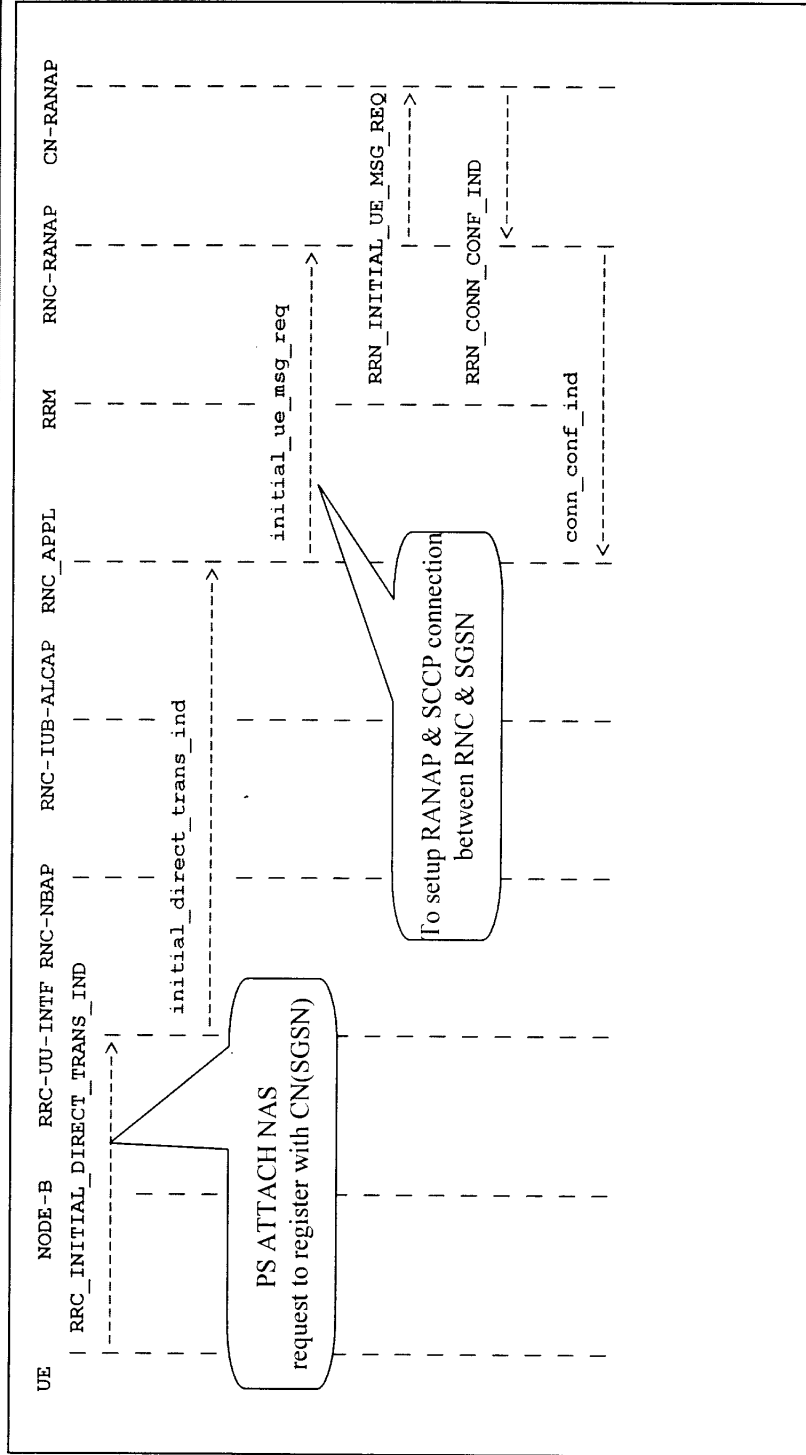 UE NODE-B RRC-UU-INTF RNC-NBAP RNC-IUB-ALCAP RNC_APPL RRM RNC-RANAP CN-RANAP
RRC_INITIAL_DIRECT_TRANS_IND
initial_direct_trans_ind
PS ATTACH NAS
request to register with CN(SGSN)
initial_ue_msg_req
RRN_INITIAL_UE_MSG_REQ
To setup RANAP & SCCP connection
between RNC & SGSN
RRN_CONN_CONF_IND
conn_conf_ind